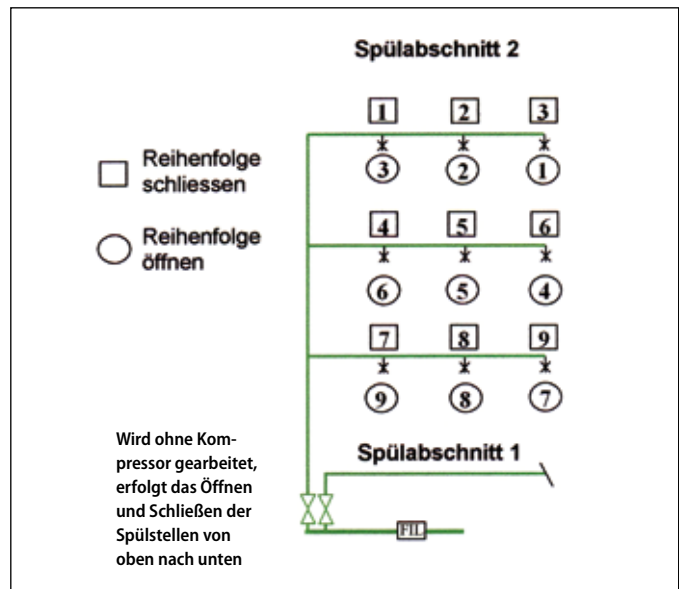 Spülabschnitt 2
1 2 3
Reihenfolge
schliessen
3 2 1
4 5 6
Reihenfolge
öffnen
6 5 4
7 8 9
9 8 7
Wird ohne Kom-
pressor gearbeitet,
erfolgt das Öffnen
und Schließen der
Spülstellen von
oben nach unten
Spülabschnitt 1
FIL